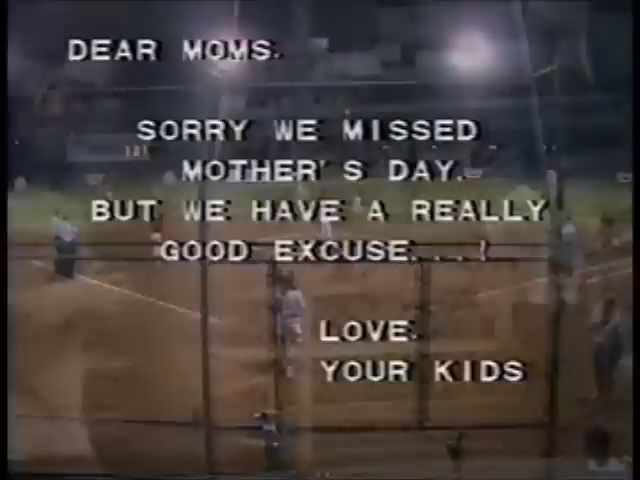 DEAR MOMS,
SORRY WE MISSED
MOTHER'S DAY.
BUT WE HAVE A REALLY
GOOD EXCUSE....!
LOVE,
YOUR KIDS